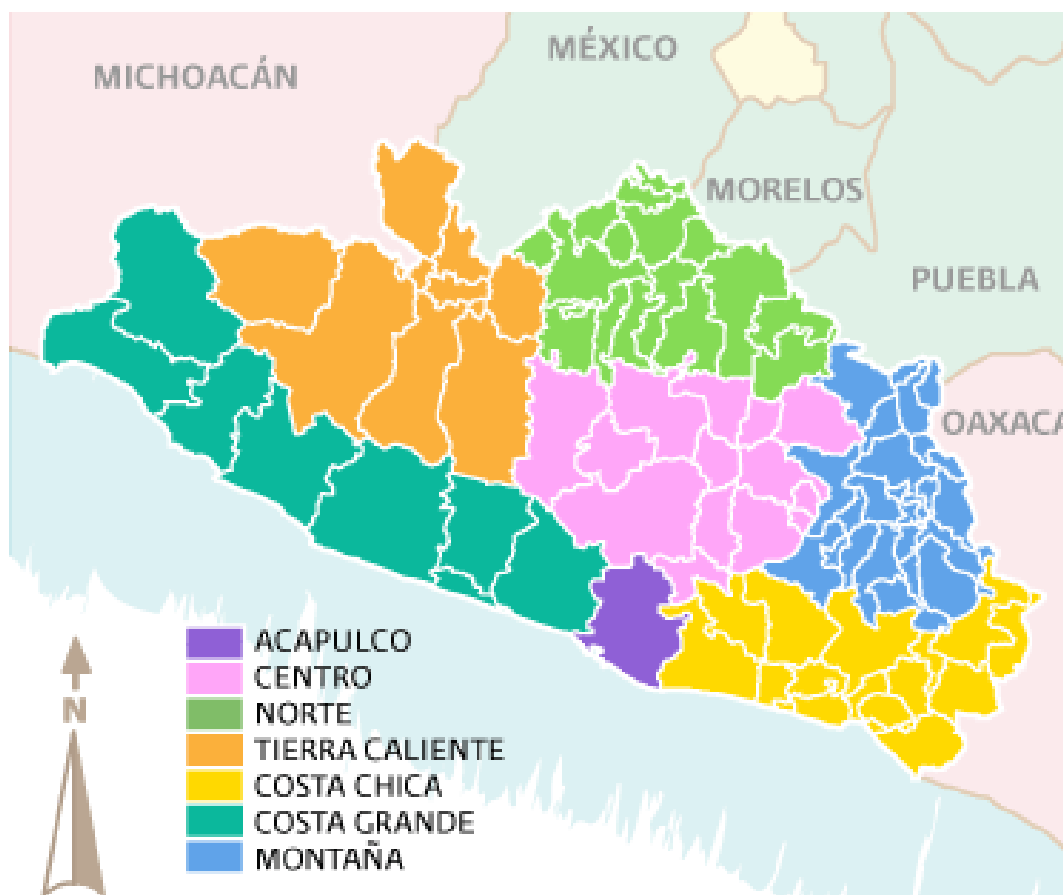 MÉXICO
MICHOACÁN
MORELOS
PUEBLA
OAXACA
ACAPULCO
CENTRO
NORTE
TIERRA CALIENTE
COSTA CHICA
COSTA GRANDE
MONTAÑA
N